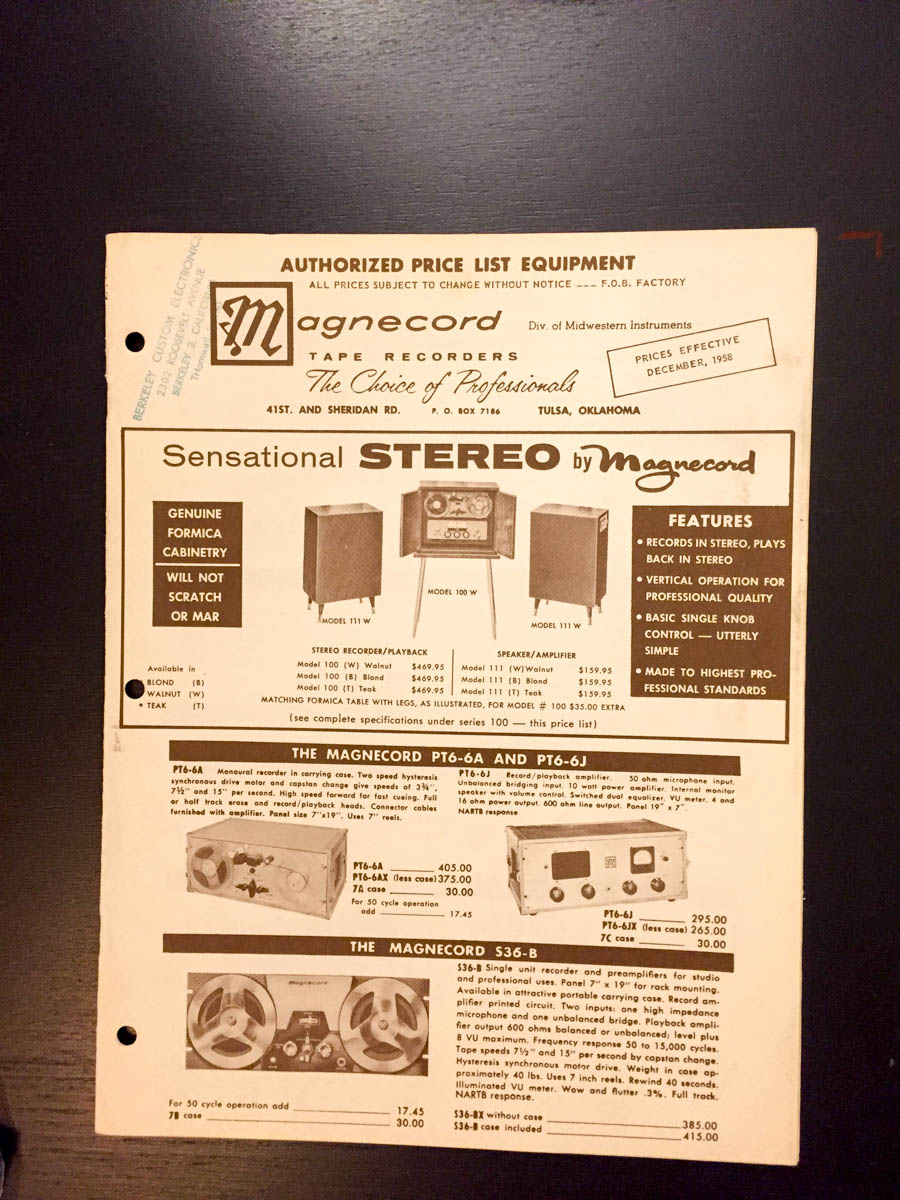 BERKELEY CUSTOM ELECTRONICS
2302 ROOSEVELT AVENUE
BERKELEY 3, CALIFORNIA
THornwall
AUTHORIZED PRICE LIST EQUIPMENT
ALL PRICES SUBJECT TO CHANGE WITHOUT NOTICE ––– F.O.B. FACTORY
Magnecord Div. of Midwestern Instruments
TAPE RECORDERS
PRICES EFFECTIVE
DECEMBER, 1958
The Choice of Professionals
41ST. AND SHERIDAN RD. P. O. BOX 7186 TULSA, OKLAHOMA
Sensational STEREO by Magnecord
GENUINE
FORMICA
CABINETRY
WILL NOT
SCRATCH
OR MAR
MODEL 111 W
MODEL 100 W
MODEL 111 W
FEATURES
• RECORDS IN STEREO, PLAYS
BACK IN STEREO
• VERTICAL OPERATION FOR
PROFESSIONAL QUALITY
• BASIC SINGLE KNOB
CONTROL — UTTERLY
SIMPLE
• MADE TO HIGHEST PRO-
FESSIONAL STANDARDS
Available in
BLOND (B)
WALNUT (W)
• TEAK (T)
STEREO RECORDER/PLAYBACK
Model 100 (W) Walnut $469.95
Model 100 (B) Blond $469.95
Model 100 (T) Teak $469.95
SPEAKER/AMPLIFIER
Model 111 (W)Walnut $159.95
Model 111 (B) Blond $159.95
Model 111 (T) Teak $159.95
MATCHING FORMICA TABLE WITH LEGS, AS ILLUSTRATED, FOR MODEL # 100 $35.00 EXTRA
(see complete specifications under series 100 — this price list)
THE MAGNECORD PT6-6A AND PT6-6J
PT6-6A Monaural recorder in carrying case. Two speed hysteresis
synchronous drive motor and capstan change give speeds of 3¾",
7½" and 15" per second. High speed forward for fast cueing. Full
or half track erase and record/playback heads. Connector cables
furnished with amplifier. Panel size 7"x19". Uses 7" reels.
PT6-6J Record/playback amplifier. 50 ohm microphone input.
Unbalanced bridging input, 10 watt power amplifier. Internal monitor
speaker with volume control. Switched dual equalizer. VU meter. 4 and
16 ohm power output, 600 ohm line output. Panel 19" x 7".
NARTB response
PT6-6A 405.00
PT6-6AX (less case) 375.00
7A case 30.00
For 50 cycle operation
add 17.45
PT6-6J 295.00
PT6-6JX (less case) 265.00
7C case 30.00
THE MAGNECORD S36-B
magnecord
S36-B Single unit recorder and preamplifiers for studio
and professional uses. Panel 7" x 19" for rack mounting.
Available in attractive portable carrying case. Record am-
plifier printed circuit. Two inputs: one high impedance
microphone and one unbalanced bridge. Playback ampli-
fier output 600 ohms balanced or unbalanced; level plus
8 VU maximum. Frequency response 50 to 15,000 cycles.
Tape speeds 7½" and 15" per second by capstan change.
Hysteresis synchronous motor drive. Weight in case ap-
proximately 40 lbs. Uses 7 inch reels. Rewind 40 seconds.
Illuminated VU meter. Wow and flutter .3%. Full track.
NARTB response.
For 50 cycle operation add 17.45
7B case 30.00
S36-BX without case 385.00
S36-B case included 415.00